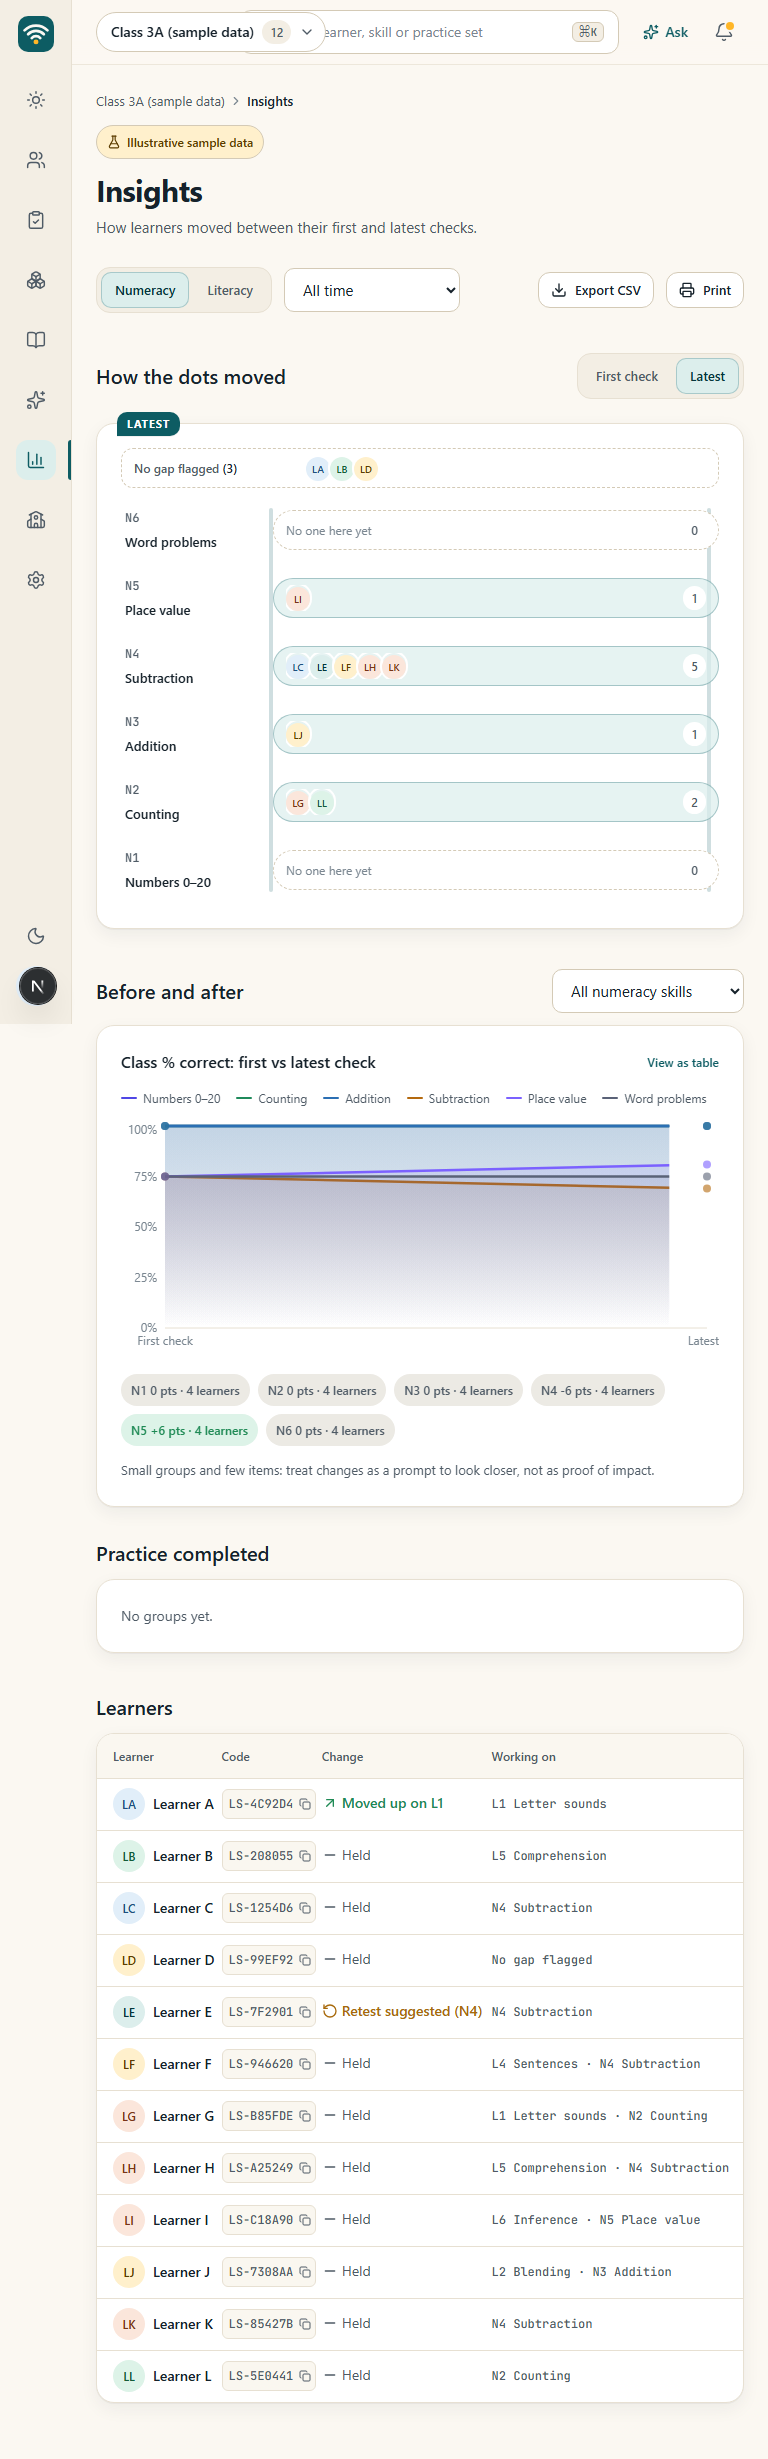 Class 3A (sample data) 12
earner, skill or practice set
⌘K
Ask
Class 3A (sample data) > Insights
Illustrative sample data
Insights
How learners moved between their first and latest checks.
Numeracy
Literacy
All time
Export CSV
Print
How the dots moved
First check
Latest
LATEST
No gap flagged (3)
LA LB LD
N6
Word problems
No one here yet
0
N5
Place value
LI
1
N4
Subtraction
LC LE LF LH LK
5
N3
Addition
LJ
1
N2
Counting
LG LL
2
N1
Numbers 0–20
No one here yet
0
N
Before and after
All numeracy skills
Class % correct: first vs latest check
View as table
Numbers 0–20 Counting Addition Subtraction Place value Word problems
100%
75%
50%
25%
0%
First check
Latest
N1 0 pts · 4 learners
N2 0 pts · 4 learners
N3 0 pts · 4 learners
N4 -6 pts · 4 learners
N5 +6 pts · 4 learners
N6 0 pts · 4 learners
Small groups and few items: treat changes as a prompt to look closer, not as proof of impact.
Practice completed
No groups yet.
Learners
Learner Code Change Working on
LA Learner A LS-4C92D4 Moved up on L1 L1 Letter sounds
LB Learner B LS-208055 Held L5 Comprehension
LC Learner C LS-1254D6 Held N4 Subtraction
LD Learner D LS-99EF92 Held No gap flagged
LE Learner E LS-7F2901 Retest suggested (N4) N4 Subtraction
LF Learner F LS-946620 Held L4 Sentences · N4 Subtraction
LG Learner G LS-B85FDE Held L1 Letter sounds · N2 Counting
LH Learner H LS-A25249 Held L5 Comprehension · N4 Subtraction
LI Learner I LS-C18A90 Held L6 Inference · N5 Place value
LJ Learner J LS-7308AA Held L2 Blending · N3 Addition
LK Learner K LS-85427B Held N4 Subtraction
LL Learner L LS-5E0441 Held N2 Counting